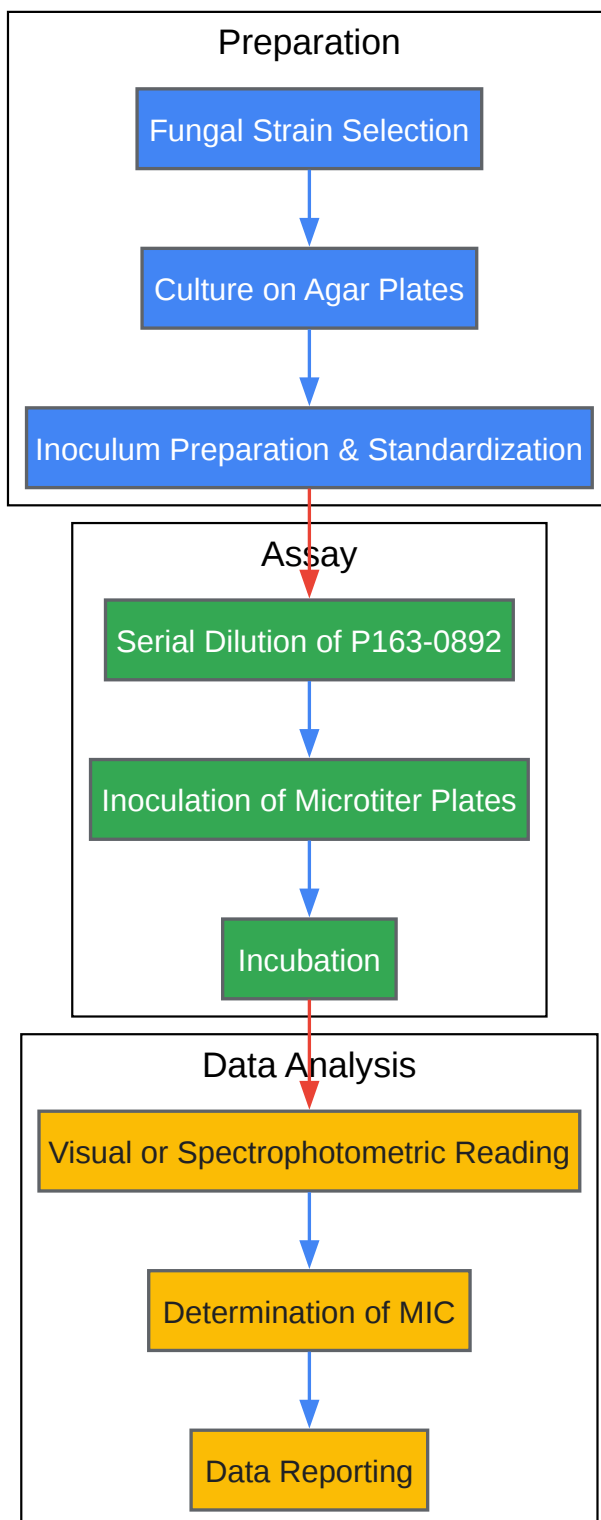 Preparation
Fungal Strain Selection
Culture on Agar Plates
Inoculum Preparation & Standardization
Assay
Serial Dilution of P163-0892
Inoculation of Microtiter Plates
Incubation
Data Analysis
Visual or Spectrophotometric Reading
Determination of MIC
Data Reporting